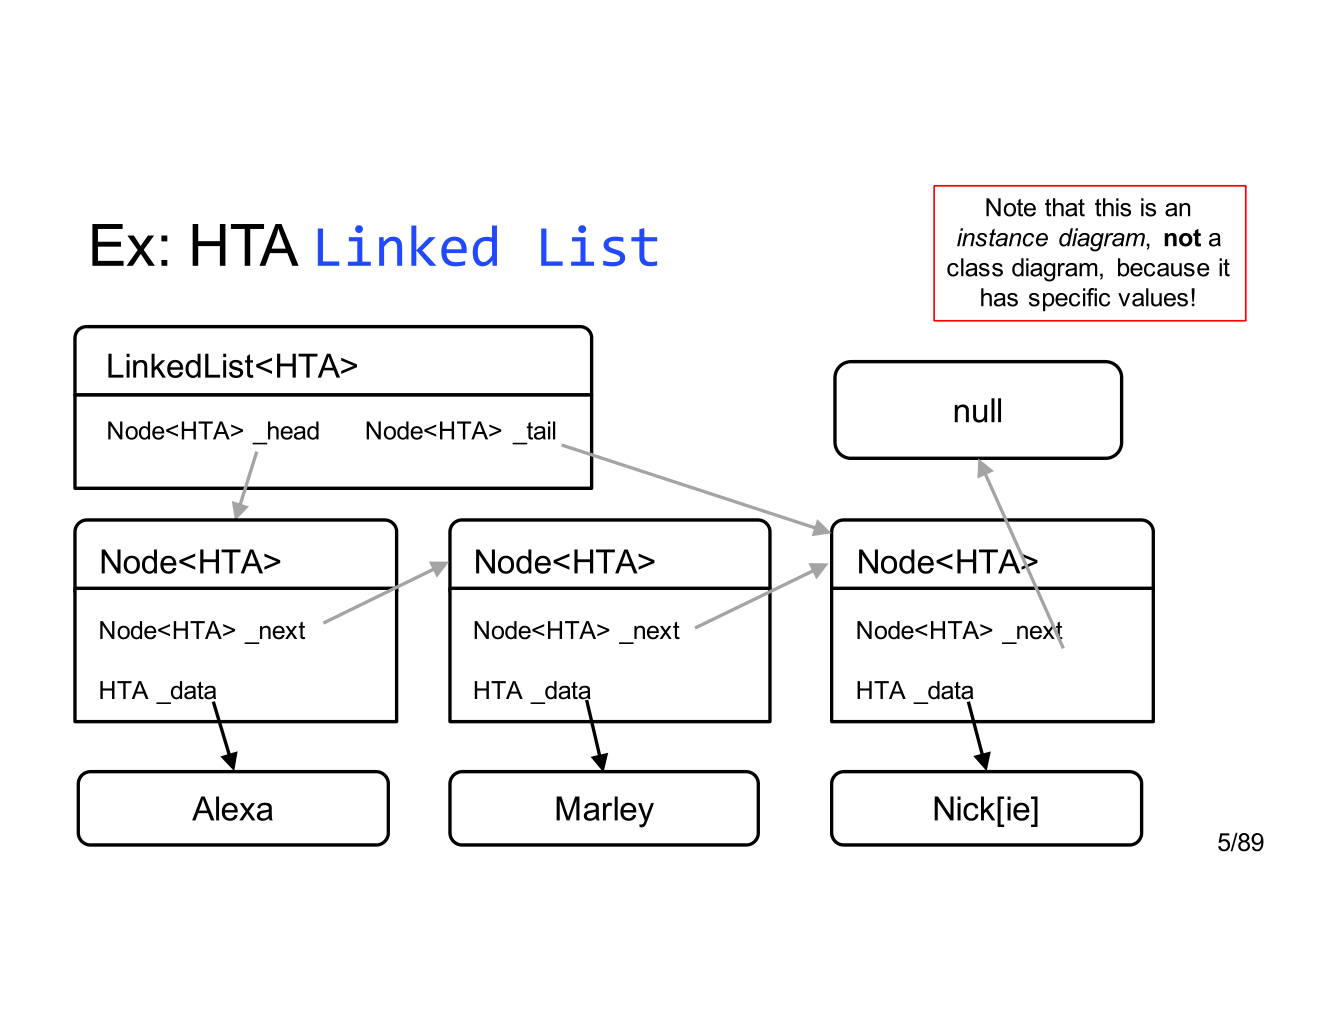 Ex: HTA Linked List
Note that this is an
instance diagram, not a
class diagram, because it
has specific values!
LinkedList<HTA>
Node<HTA> _head Node<HTA> _tail
null
Node<HTA>
Node<HTA> _next
HTA _data
Node<HTA>
Node<HTA> _next
HTA _data
Node<HTA>
Node<HTA> _next
HTA _data
Alexa
Marley
Nick[ie]
5/89